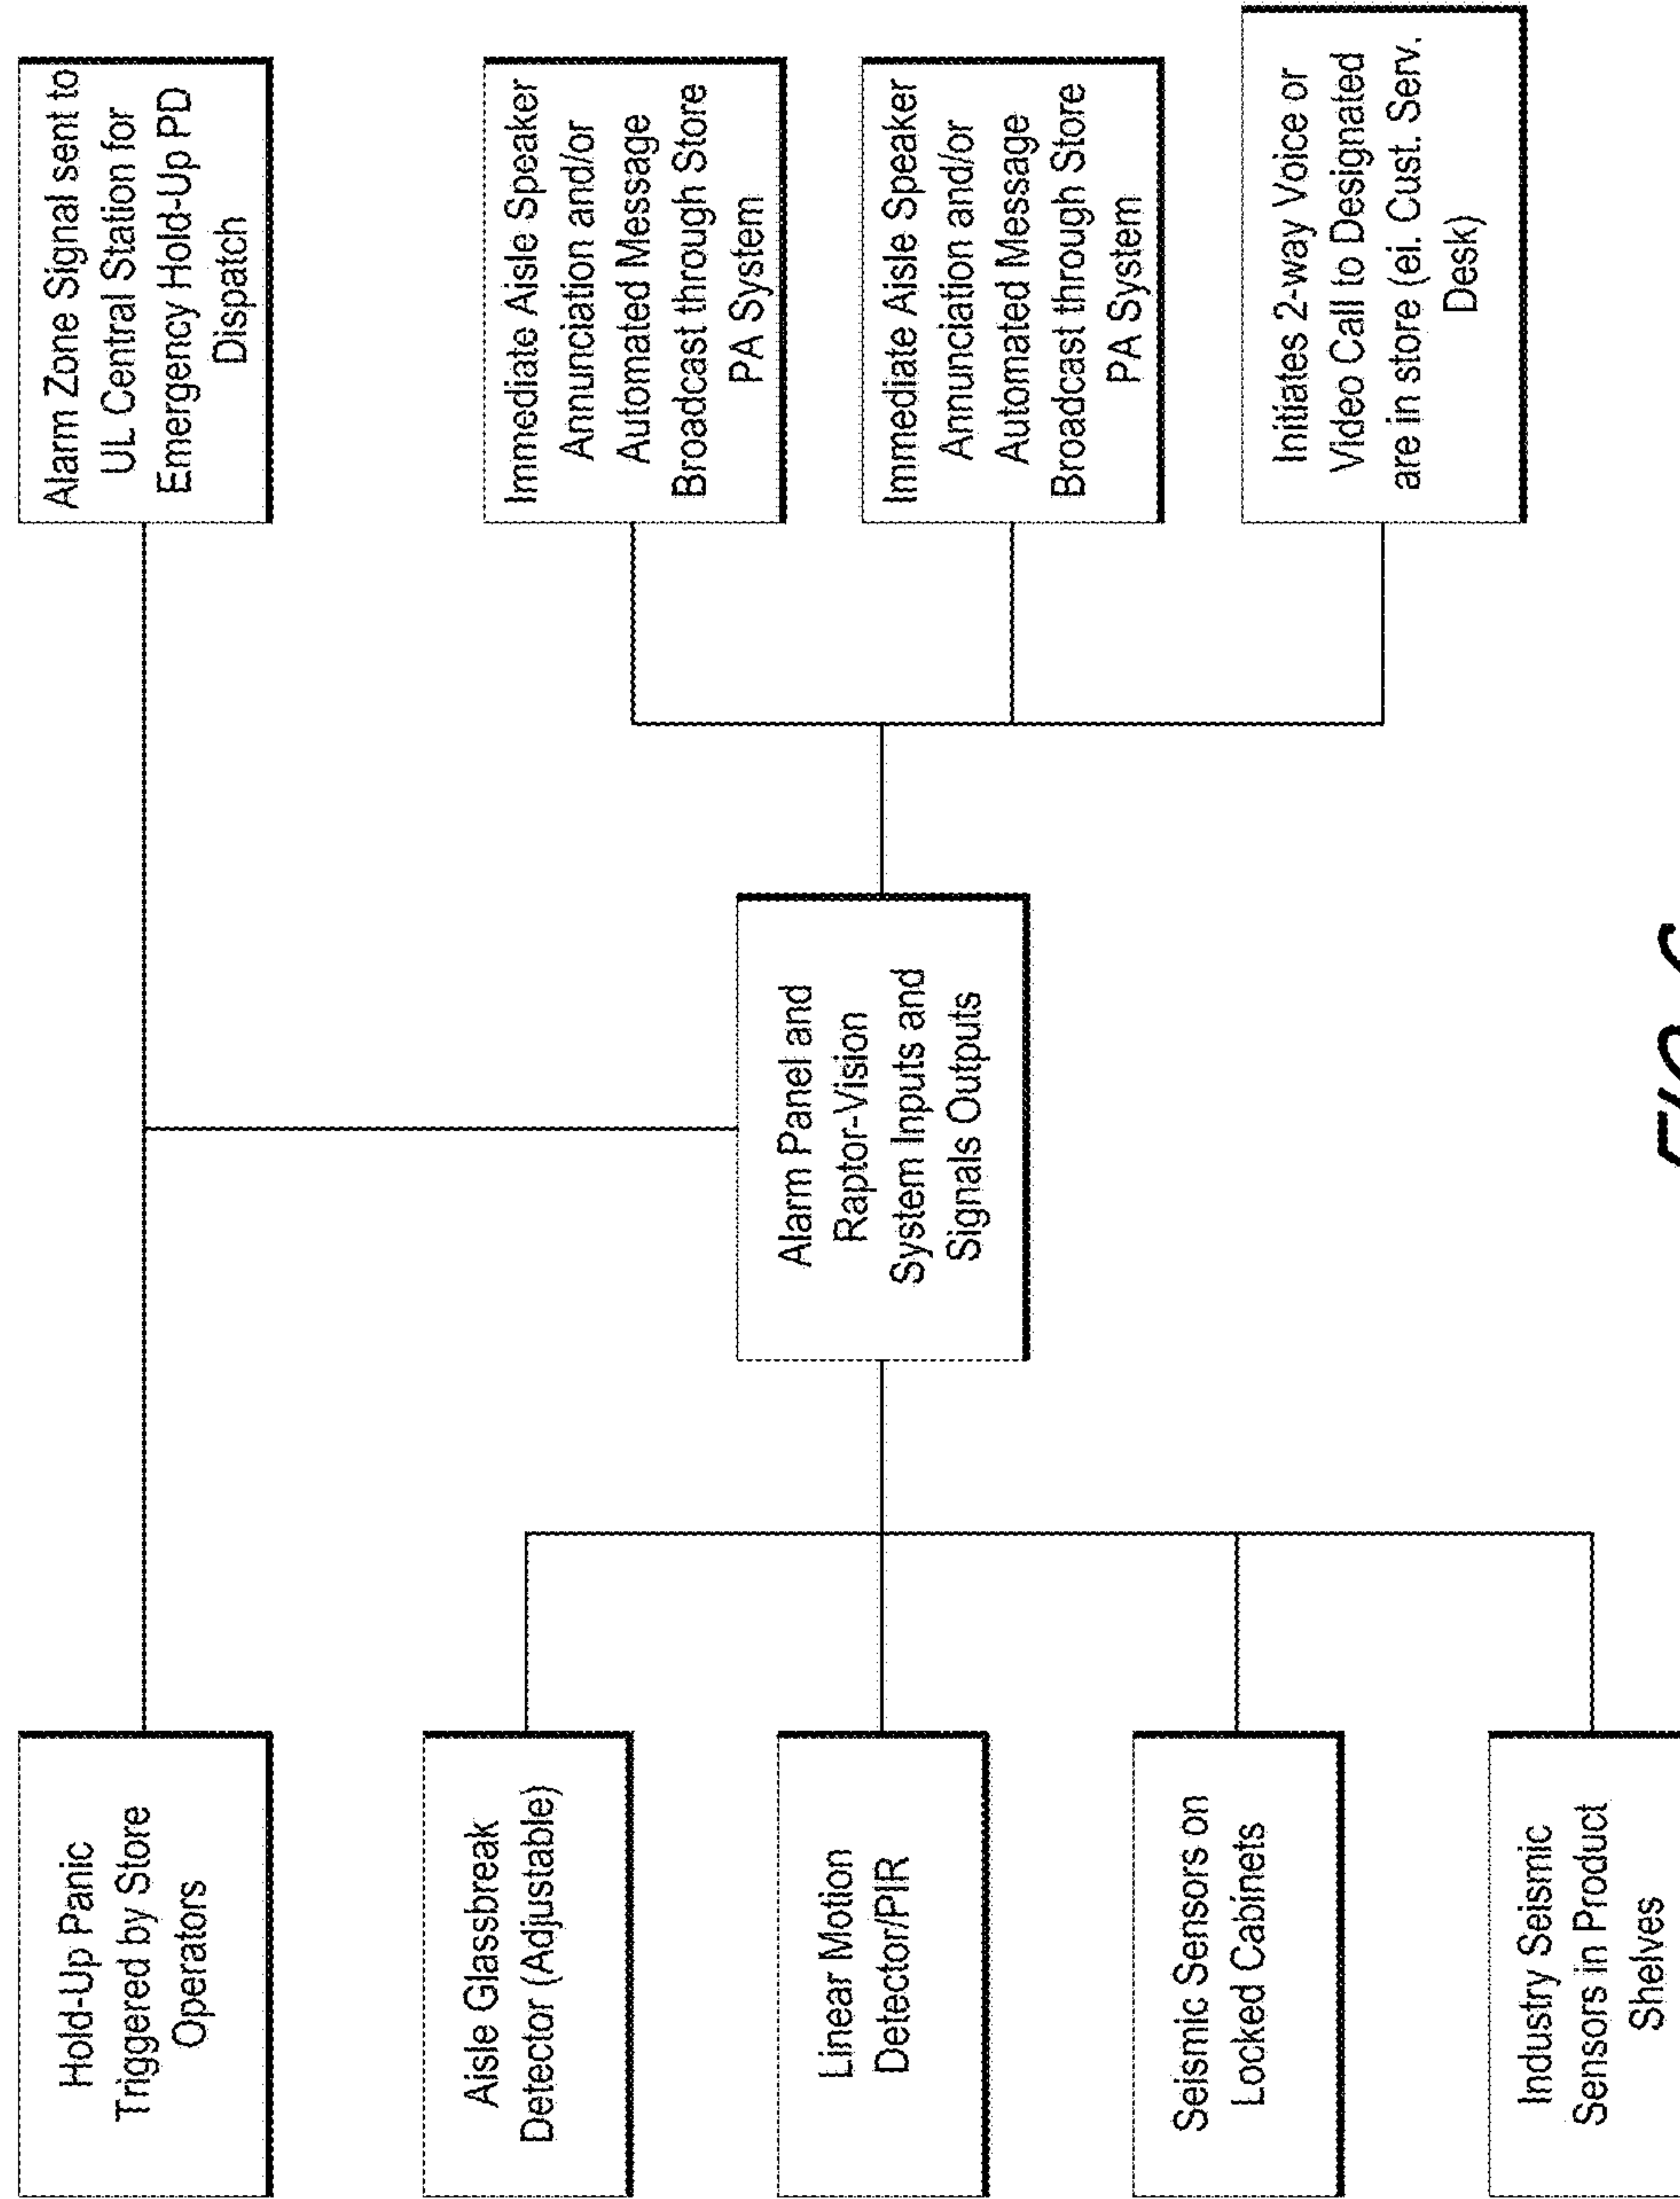 Hold-Up Panic
Triggered by Store
Operators
Alarm Zone Signal sent to
UL Central Station for
Emergency Hold-Up PD
Dispatch
Aisle Glassbreak
Detector (Adjustable)
Linear Motion
Detector/PIR
Seismic Sensors on
Locked Cabinets
Industry Seismic
Sensors in Product
Shelves
Alarm Panel and
Raptor-Vision
System Inputs and
Signals Outputs
Immediate Aisle Speaker
Annunciation and/or
Automated Message
Broadcast through Store
PA System
Immediate Aisle Speaker
Annunciation and/or
Automated Message
Broadcast through Store
PA System
Initiates 2-way Voice or
Video Call to Designated
are in store (ei. Cust. Serv.
Desk)